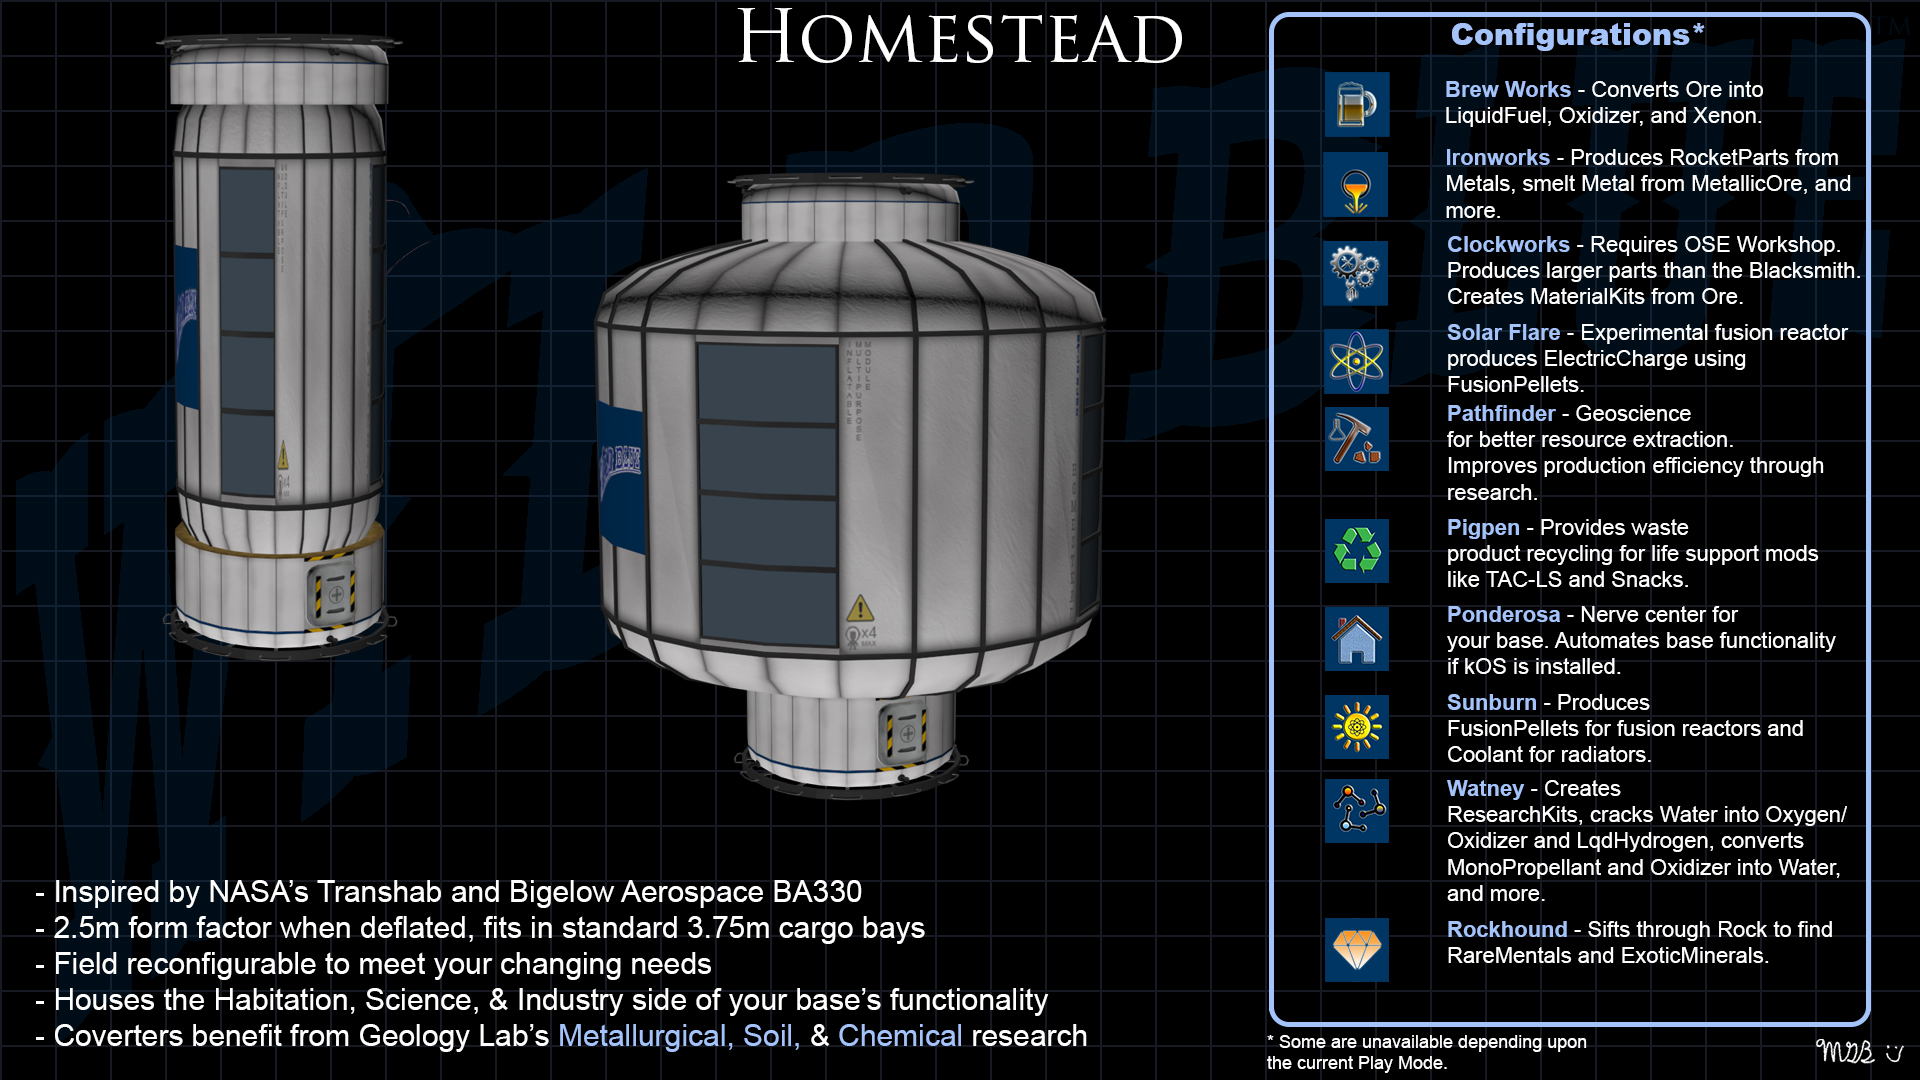 HOMESTEAD
Configurations*
Brew Works - Converts Ore into
LiquidFuel, Oxidizer, and Xenon.
Ironworks - Produces RocketParts from
Metals, smelt Metal from MetallicOre, and
more.
Clockworks - Requires OSE Workshop.
Produces larger parts than the Blacksmith.
Creates MaterialKits from Ore.
Solar Flare - Experimental fusion reactor
produces ElectricCharge using
FusionPellets.
Pathfinder - Geoscience
for better resource extraction.
Improves production efficiency through
research.
Pigpen - Provides waste
product recycling for life support mods
like TAC-LS and Snacks.
Ponderosa - Nerve center for
your base. Automates base functionality
if kOS is installed.
Sunburn - Produces
FusionPellets for fusion reactors and
Coolant for radiators.
Watney - Creates
ResearchKits, cracks Water into Oxygen/
Oxidizer and LqdHydrogen, converts
MonoPropellant and Oxidizer into Water,
and more.
Rockhound - Sifts through Rock to find
RareMentals and ExoticMinerals.
* Some are unavailable depending upon
the current Play Mode.
MODULE
MULTIPURPOSE
INFLATABLE
BLUE
x4
MAX
- Inspired by NASA's Transhab and Bigelow Aerospace BA330
- 2.5m form factor when deflated, fits in standard 3.75m cargo bays
- Field reconfigurable to meet your changing needs
- Houses the Habitation, Science, & Industry side of your base's functionality
- Coverters benefit from Geology Lab's Metallurgical, Soil, & Chemical research